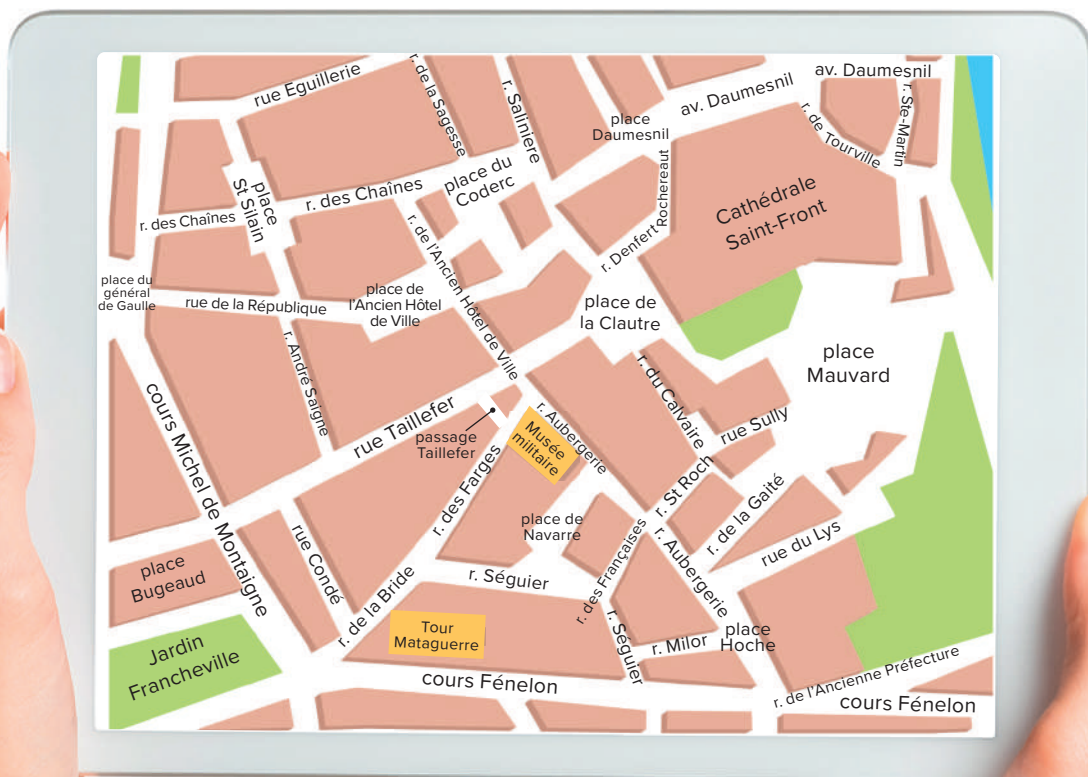 av. Daumesnil
rue Eguillerie
r. de la Sagesse
r. Saliniere
av. Daumesnil
r. Ste-Martin
place
Daumesnil
r. de Tourville
r. Denfert-Rochereaut
place du
Coderc
place
St Silain
r. des Chaînes
r. des Chaînes
Cathédrale
Saint-Front
r. de l'Ancien Hôtel de Ville
place du
général
de Gaulle
rue de la République
place de
l'Ancien Hôtel
de Ville
place de
la Clautre
place
Mauvard
r. André Saigne
cours Michel de Montaigne
rue Taillefer
passage
Taillefer
r. Aubergerie
Musée
militaire
r. du Calvaire
rue Sully
r. des Farges
r. St Roch
r. de la Gaité
place de
Navarre
r. des Françaises
r. Aubergerie
rue du Lys
rue Condé
place
Bugeaud
r. de la Bride
r. Séguier
r. Séguier
Tour
Mataguerre
r. Milor
place
Hoche
Jardin
Francheville
cours Fénelon
r. de l'Ancienne Préfecture
cours Fénelon